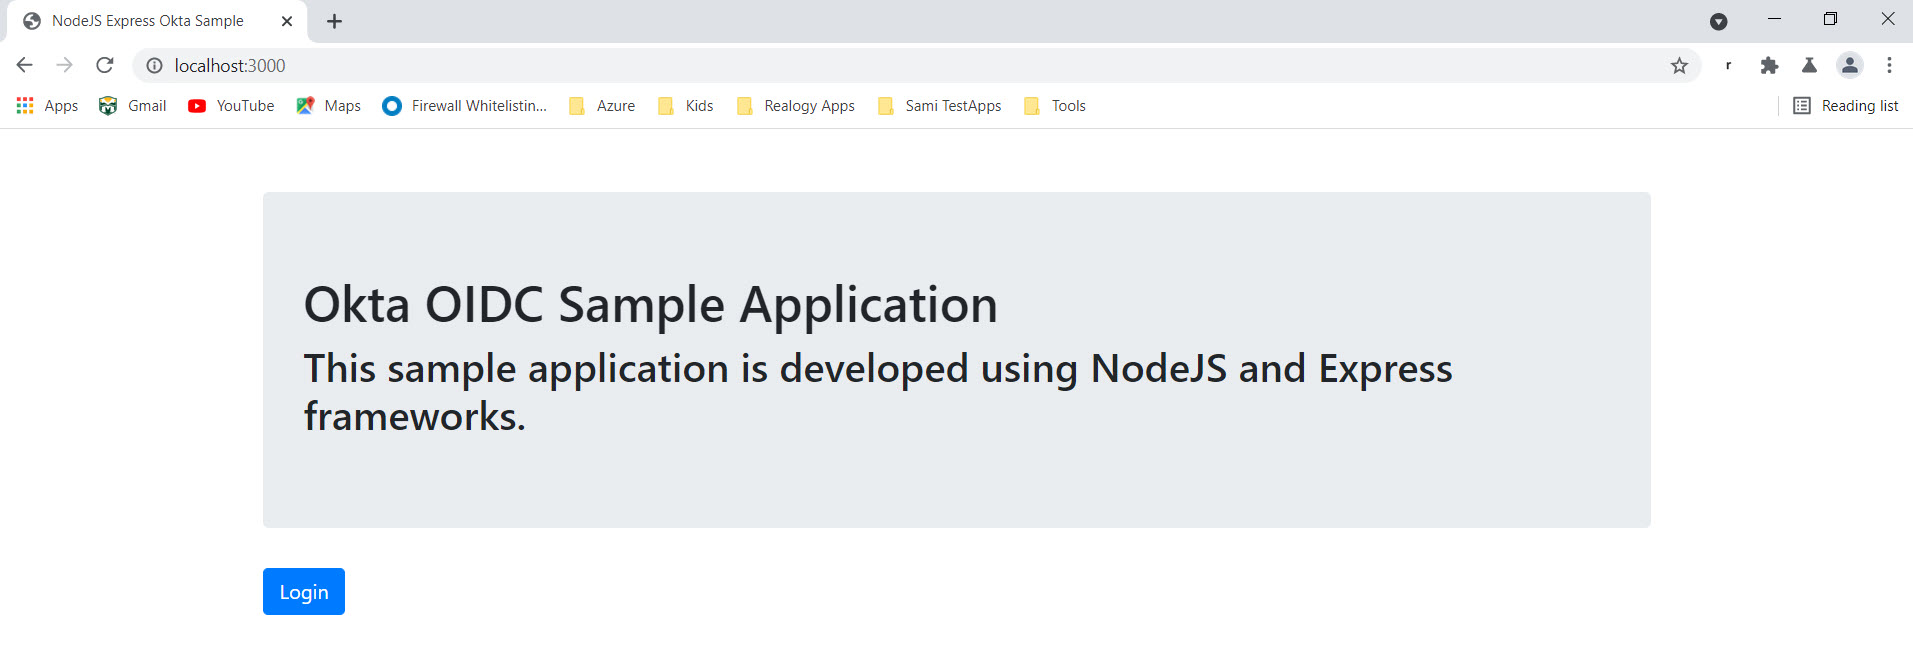 NodeJS Express Okta Sample
localhost:3000
Apps Gmail YouTube Maps Firewall Whitelistin... Azure Kids Realogy Apps Sami TestApps Tools Reading list
Okta OIDC Sample Application
This sample application is developed using NodeJS and Express
frameworks.
Login